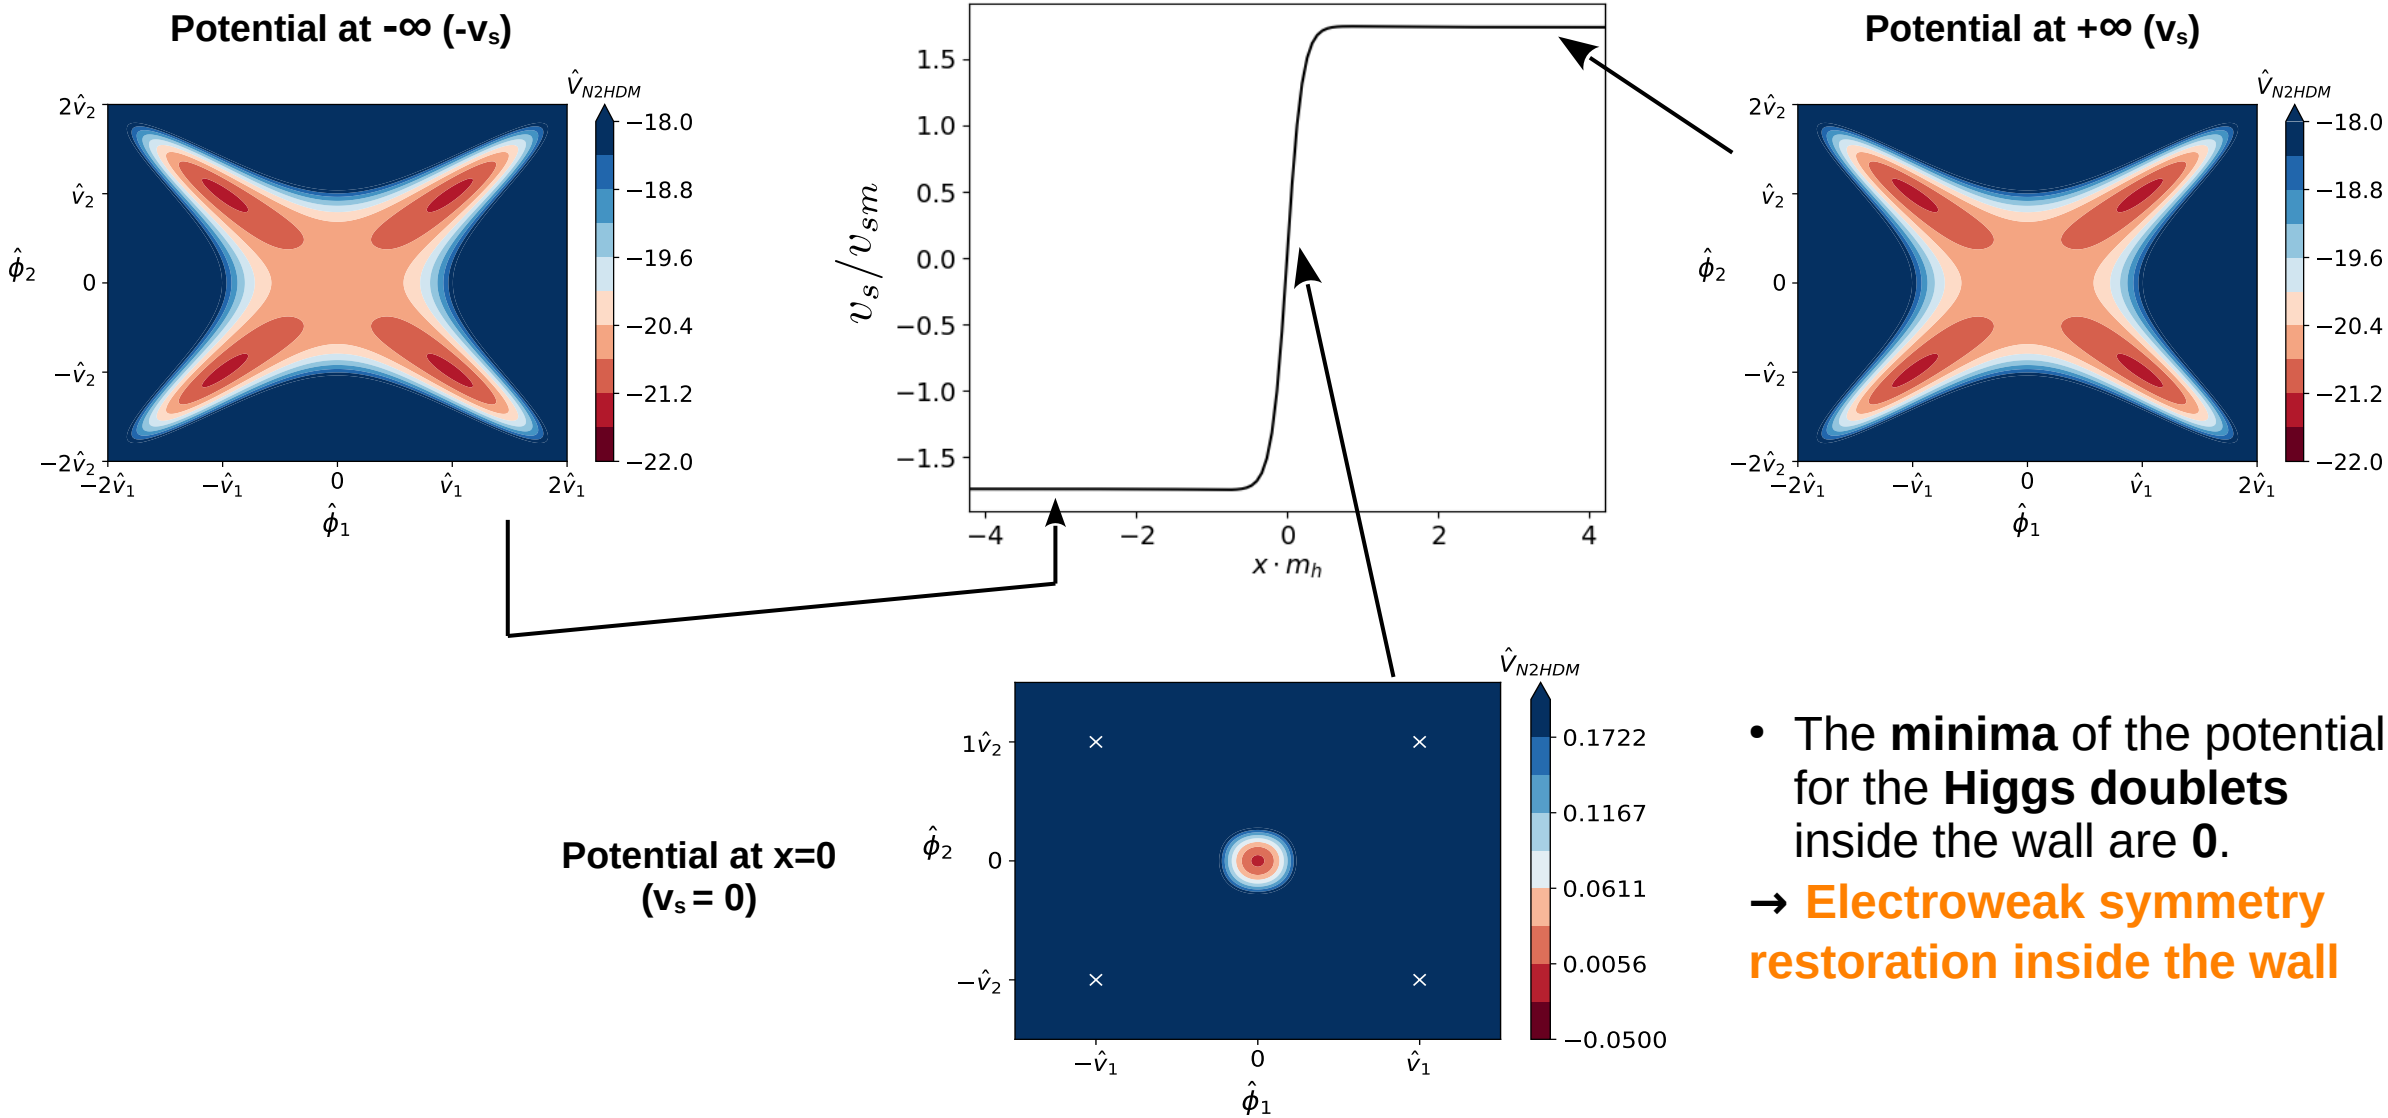 Potential at -∞ (-vₛ)
V̂_N2HDM
2v̂₂
v̂₂
0
−v̂₂
−2v̂₂
ϕ̂₂
−2v̂₁ −v̂₁ 0 v̂₁ 2v̂₁
ϕ̂₁
−18.0
−18.8
−19.6
−20.4
−21.2
−22.0
1.5
1.0
0.5
0.0
−0.5
−1.0
−1.5
vₛ/vₛₘ
−4 −2 0 2 4
x · mₕ
Potential at +∞ (vₛ)
V̂_N2HDM
2v̂₂
v̂₂
0
−v̂₂
−2v̂₂
ϕ̂₂
−2v̂₁ −v̂₁ 0 v̂₁ 2v̂₁
ϕ̂₁
−18.0
−18.8
−19.6
−20.4
−21.2
−22.0
Potential at x=0
(vₛ = 0)
V̂_N2HDM
1v̂₂
0
−v̂₂
ϕ̂₂
−v̂₁ 0 v̂₁
ϕ̂₁
0.1722
0.1167
0.0611
0.0056
−0.0500
• The minima of the potential
for the Higgs doublets
inside the wall are 0.
→ Electroweak symmetry
restoration inside the wall